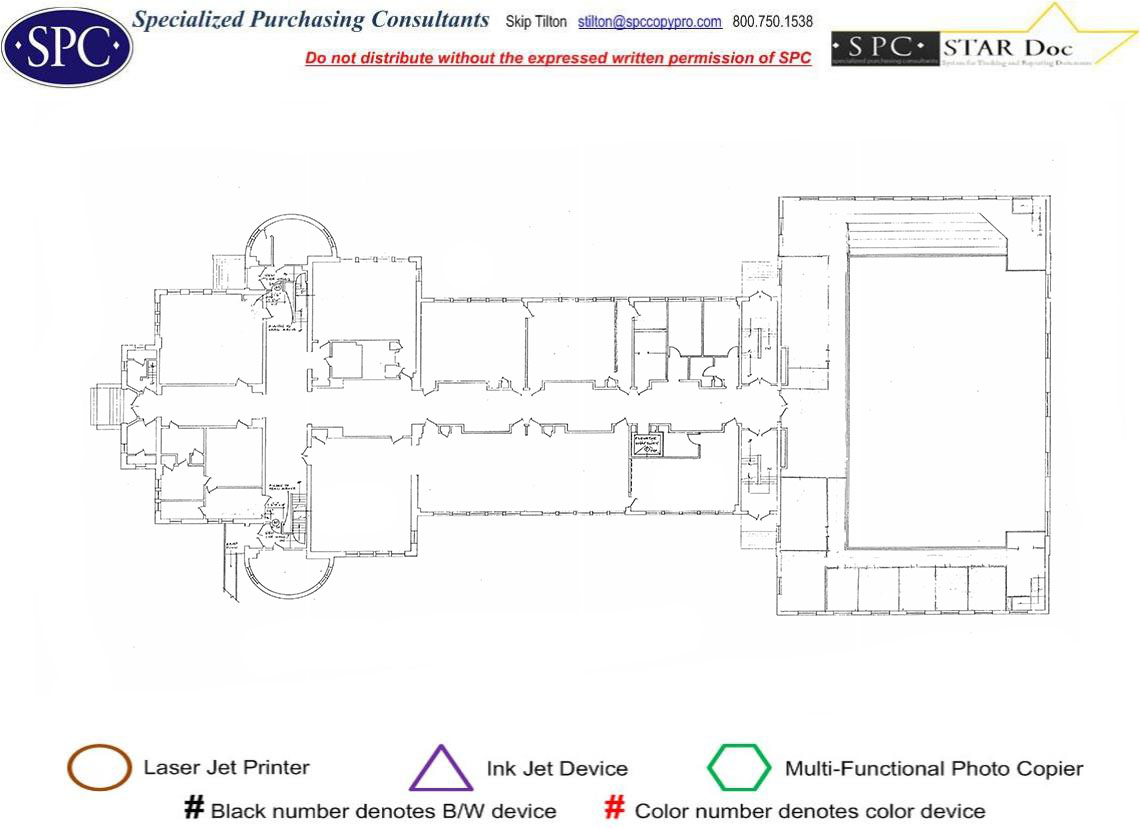 SPC
Specialized Purchasing Consultants Skip Tilton stilton@spccopypro.com 800.750.1538
Do not distribute without the expressed written permission of SPC
· S P C · STAR Doc
specialized purchasing consultants System for Tracking and Reporting Documents
ELEVATOR
Laser Jet Printer
Ink Jet Device
Multi-Functional Photo Copier
# Black number denotes B/W device
# Color number denotes color device